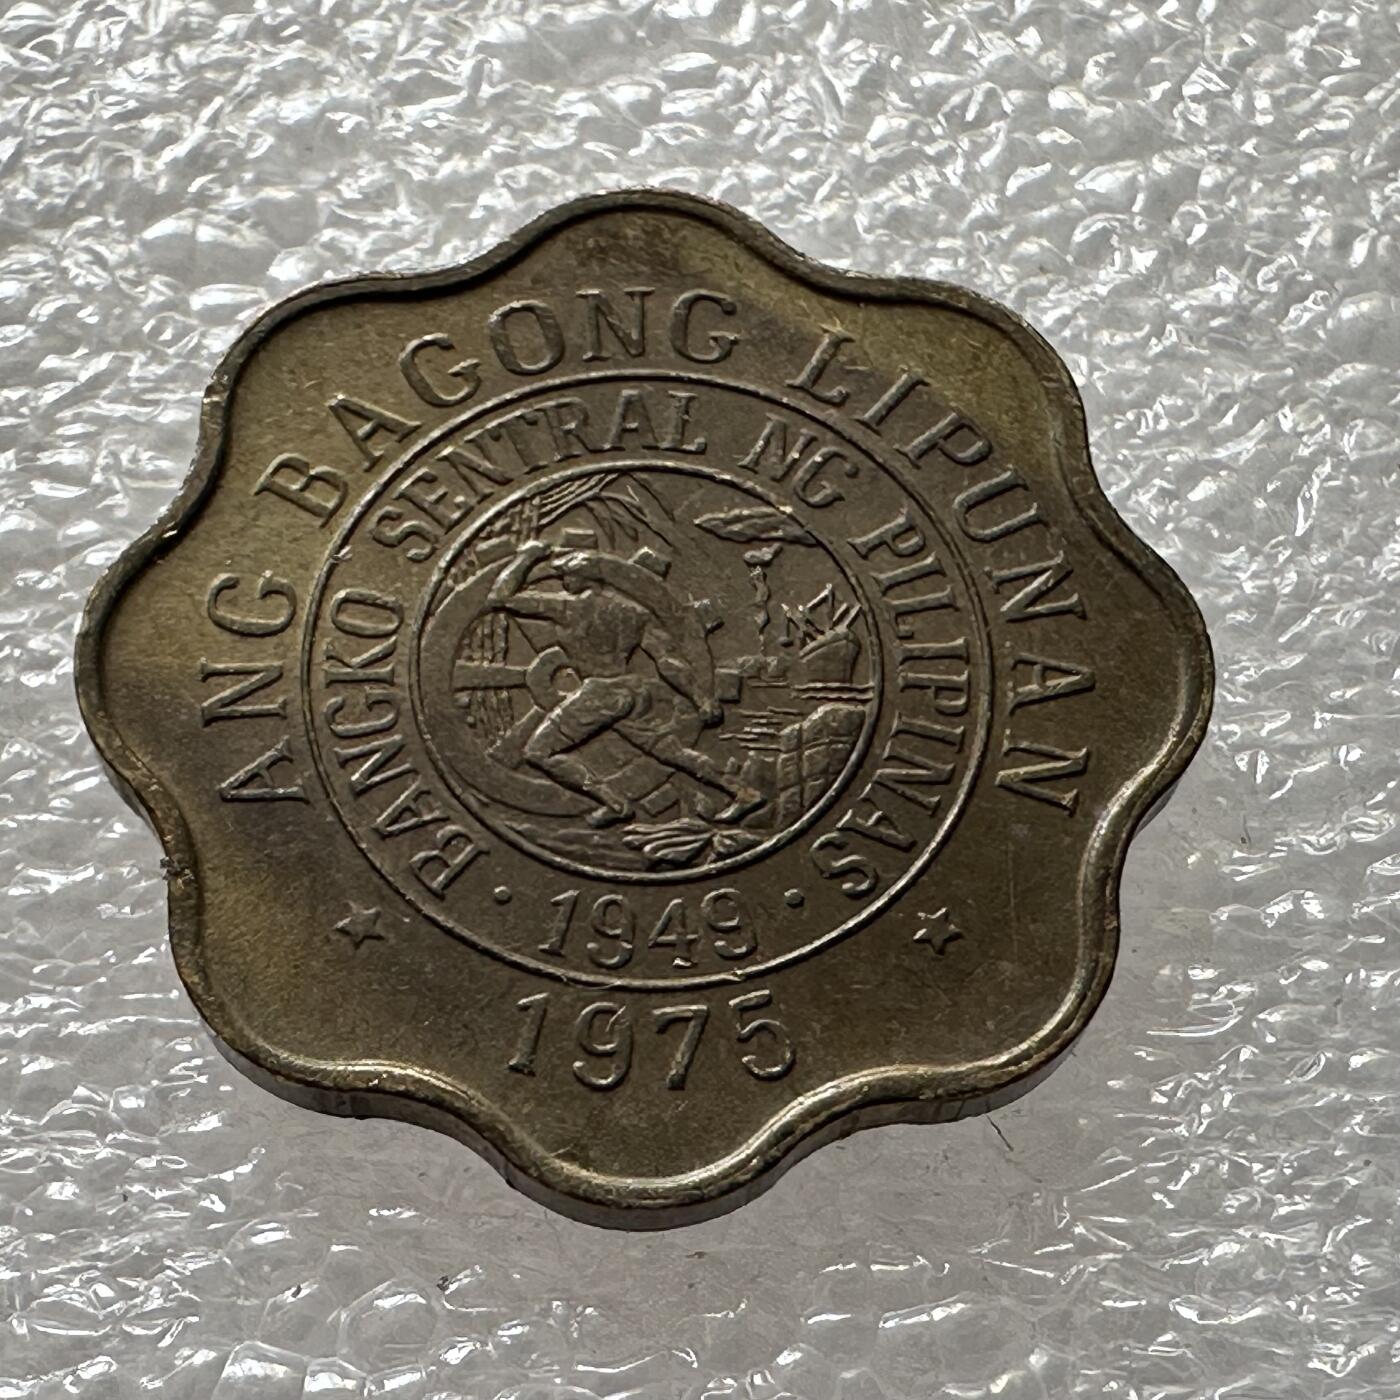 ANG BAGONG LIPUNAN
BANGKO SENTRAL NG PILIPINAS
· 1949 ·
1975